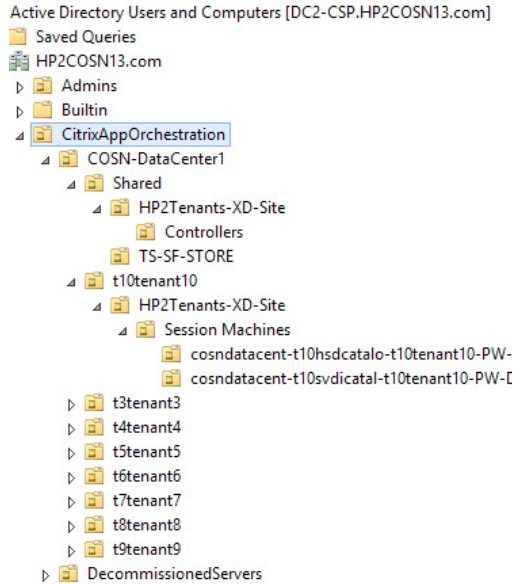 Active Directory Users and Computers [DC2-CSP.HP2COSN13.com]
Saved Queries
HP2COSN13.com
Admins
Builtin
CitrixAppOrchestration
COSN-DataCenter1
Shared
HP2Tenants-XD-Site
Controllers
TS-SF-STORE
t10tenant10
HP2Tenants-XD-Site
Session Machines
cosndatacent-t10hsdcatalo-t10tenant10-PW-
cosndatacent-t10svdicatal-t10tenant10-PW-D
t3tenant3
t4tenant4
t5tenant5
t6tenant6
t7tenant7
t8tenant8
t9tenant9
DecommissionedServers